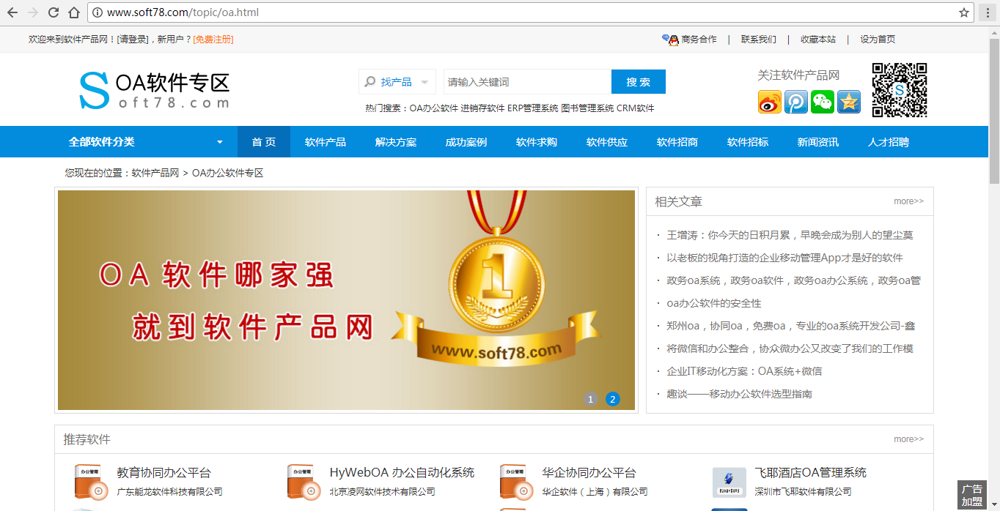 www.soft78.com/topic/oa.html
欢迎来到软件产品网！[请登录]，新用户？[免费注册]
商务合作 | 联系我们 | 收藏本站 | 设为首页
S OA软件专区
oft78.com
找产品 请输入关键词 搜 索
热门搜索：OA办公软件 进销存软件 ERP管理系统 图书管理系统 CRM软件
关注软件产品网
S
全部软件分类 首 页 软件产品 解决方案 成功案例 软件求购 软件供应 软件招商 软件招标 新闻资讯 人才招聘
您现在的位置：软件产品网 > OA办公软件专区
OA 软件哪家强
就到软件产品网
1
www.soft78.com
1 2
相关文章 more>>
· 王增涛：你今天的日积月累，早晚会成为别人的望尘莫
· 以老板的视角打造的企业移动管理App才是好的软件
· 政务oa系统，政务oa软件，政务oa办公系统，政务oa管
· oa办公软件的安全性
· 郑州oa，协同oa，免费oa，专业的oa系统开发公司-鑫
· 将微信和办公整合，协众微办公又改变了我们的工作模
· 企业IT移动化方案：OA系统+微信
· 趣谈——移动办公软件选型指南
推荐软件 more>>
办公管理
教育协同办公平台
广东能龙软件科技有限公司
办公管理
HyWebOA 办公自动化系统
北京凌网软件技术有限公司
办公管理
华企协同办公平台
华企软件（上海）有限公司
飞耶酒店OA管理系统
深圳市飞耶软件有限公司
广告
加盟